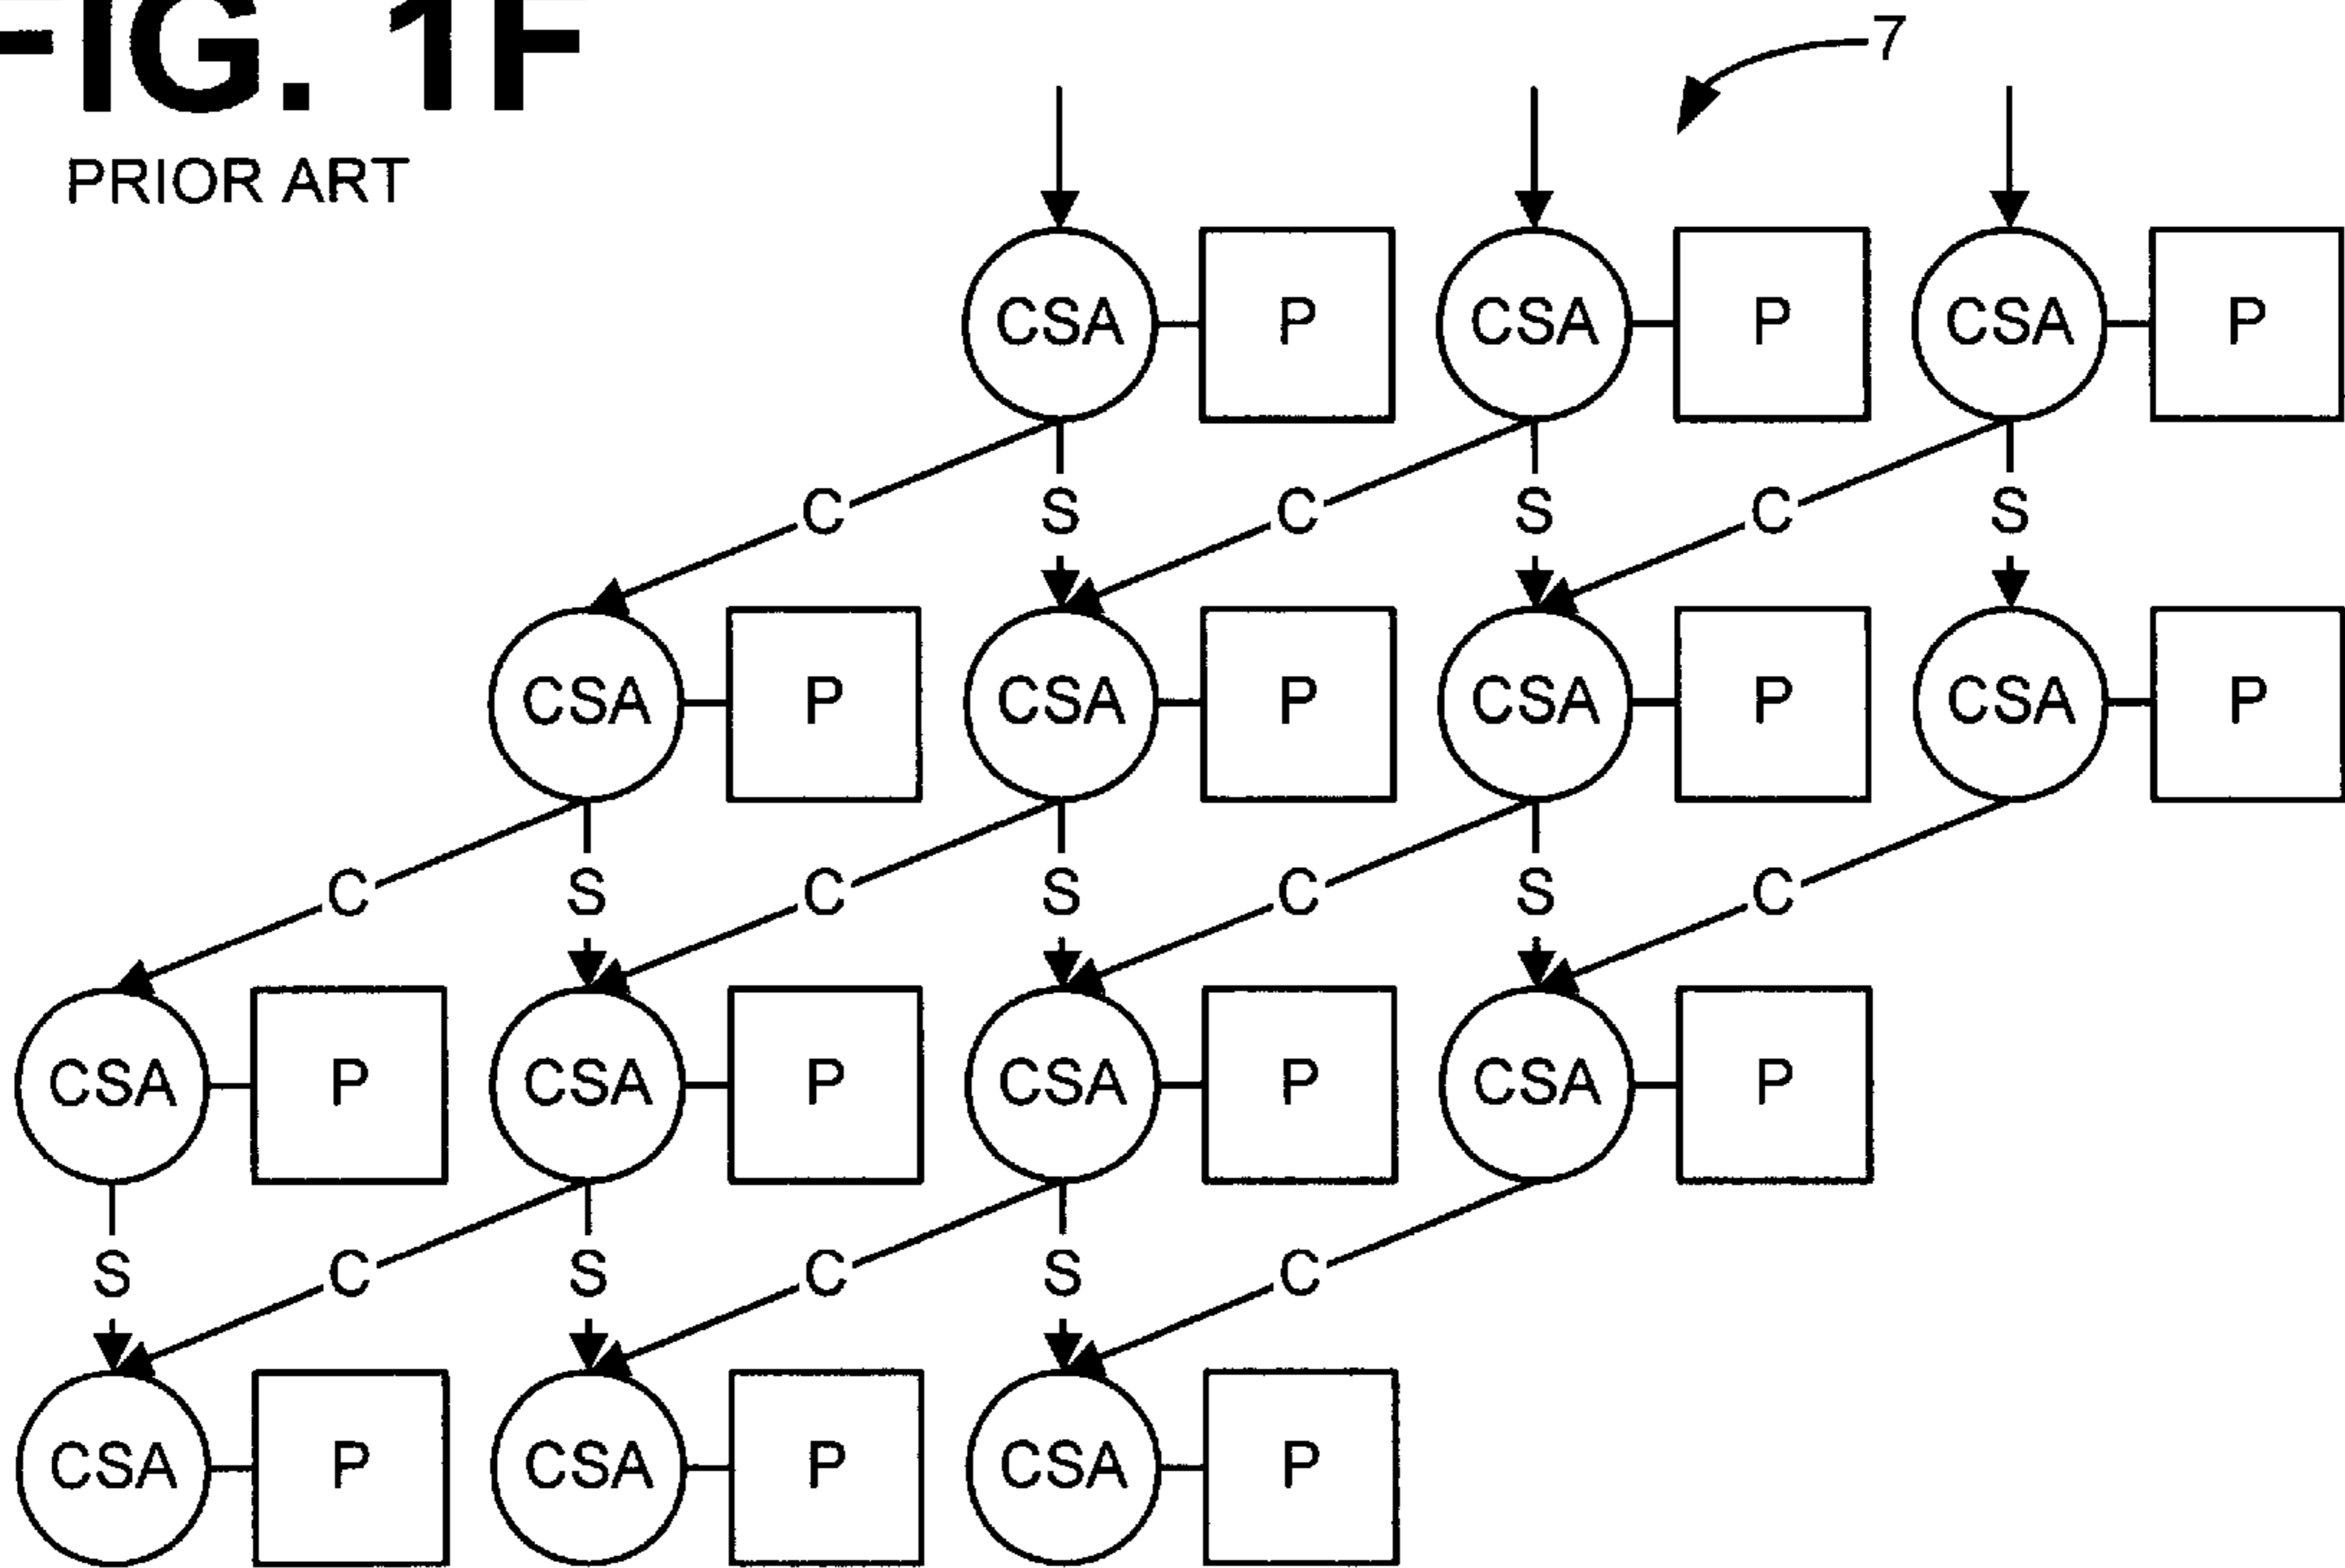 FIG. 1F
7
PRIOR ART
CSA P CSA P CSA P
C S C S C S
CSA P CSA P CSA P CSA P
C S C S C S C
CSA P CSA P CSA P CSA P
S C S C S C
CSA P CSA P CSA P